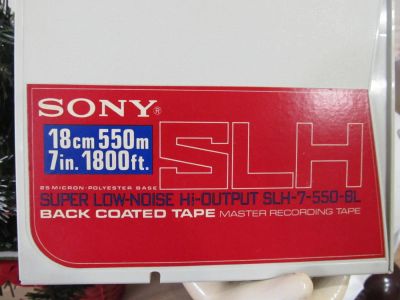 SONY®
18cm 550m
7in. 1800ft.
SLH
25 MICRON·POLYESTER BASE
SUPER LOW-NOISE HI-OUTPUT SLH-7-550-BL
BACK COATED TAPE MASTER RECORDING TAPE